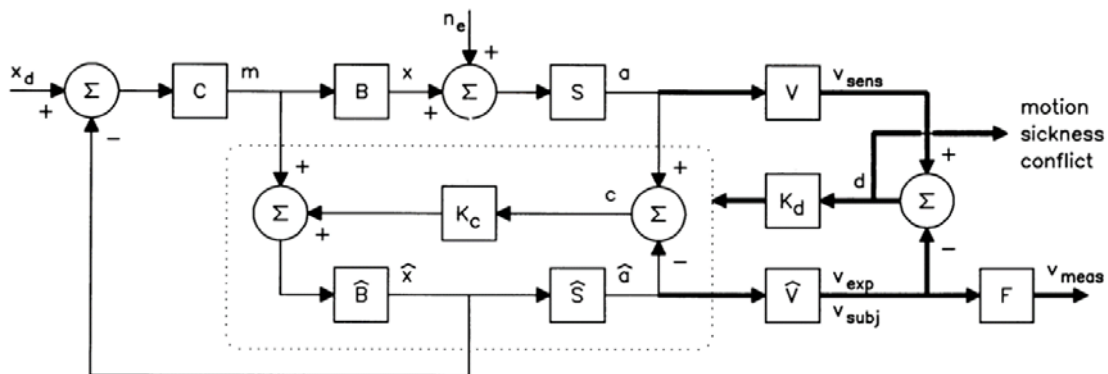 n_e
+
x_d
Σ
C
m
B
x
Σ
S
a
V
v_sens
+
+
−
motion
sickness
conflict
+
+
+
Σ
K_c
c
Σ
K_d
d
Σ
+
−
−
B̂
x̂
Ŝ
â
V̂
v_exp
v_subj
F
v_meas